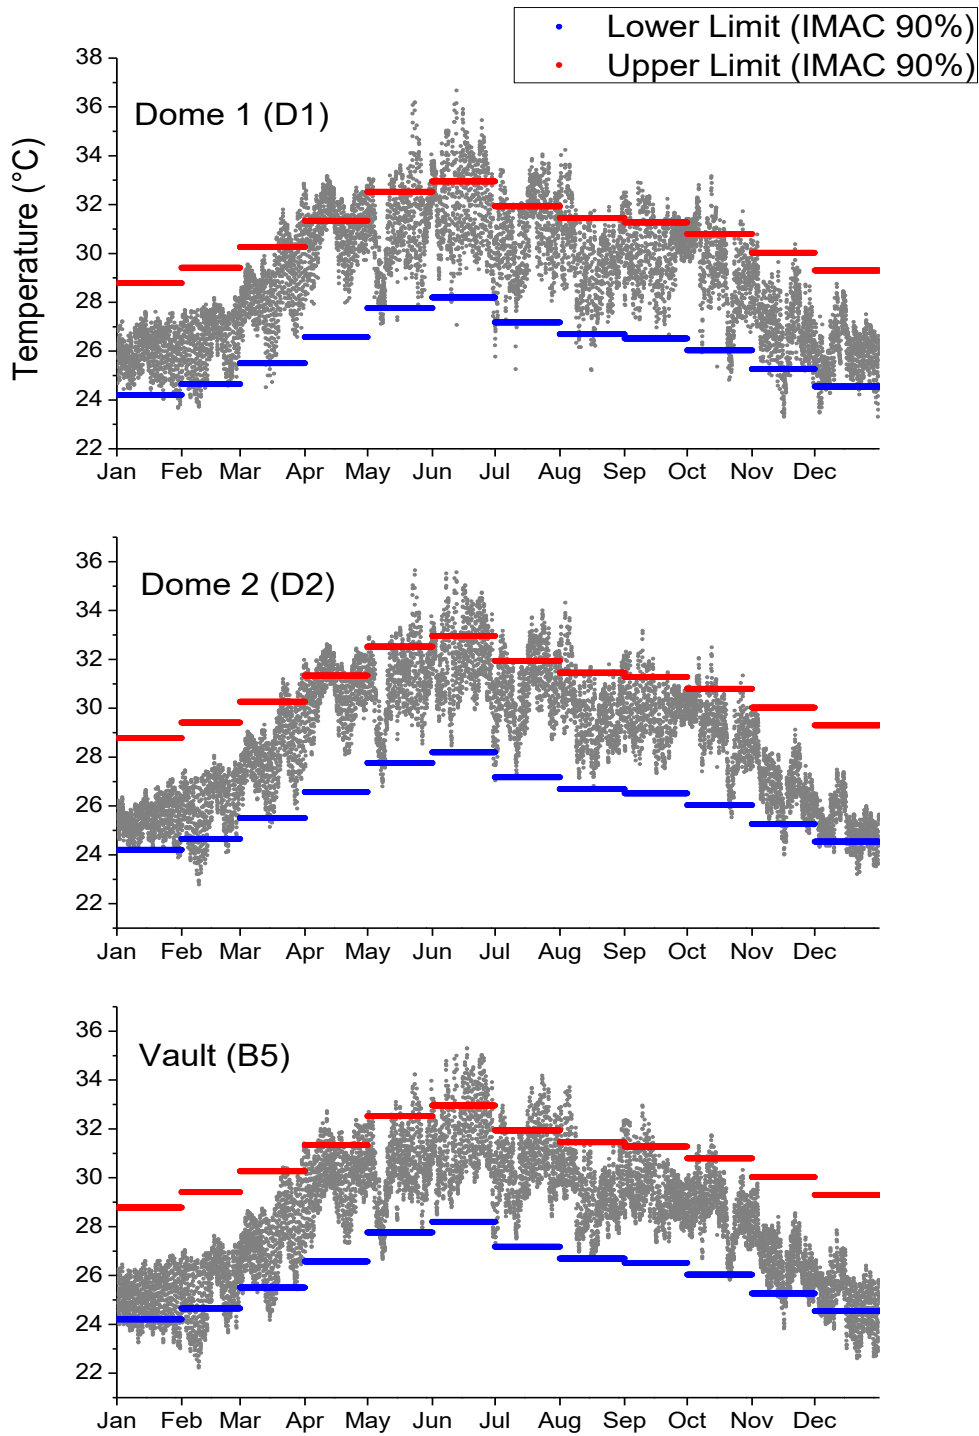 Lower Limit (IMAC 90%)
Upper Limit (IMAC 90%)
Temperature (°C)
Dome 1 (D1)
38
36
34
32
30
28
26
24
22
Jan Feb Mar Apr May Jun Jul Aug Sep Oct Nov Dec
Dome 2 (D2)
36
34
32
30
28
26
24
22
Jan Feb Mar Apr May Jun Jul Aug Sep Oct Nov Dec
Vault (B5)
36
34
32
30
28
26
24
22
Jan Feb Mar Apr May Jun Jul Aug Sep Oct Nov Dec